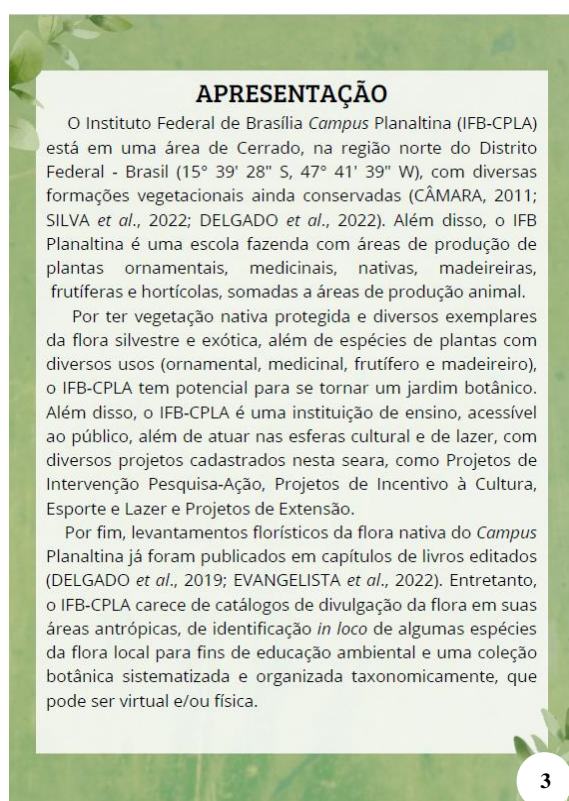 APRESENTAÇÃO
O Instituto Federal de Brasília Campus Planaltina (IFB-CPLA)
está em uma área de Cerrado, na região norte do Distrito
Federal - Brasil (15° 39' 28" S, 47° 41' 39" W), com diversas
formações vegetacionais ainda conservadas (CÂMARA, 2011;
SILVA et al., 2022; DELGADO et al., 2022). Além disso, o IFB
Planaltina é uma escola fazenda com áreas de produção de
plantas ornamentais, medicinais, nativas, madeireiras,
frutíferas e hortícolas, somadas a áreas de produção animal.
Por ter vegetação nativa protegida e diversos exemplares
da flora silvestre e exótica, além de espécies de plantas com
diversos usos (ornamental, medicinal, frutífero e madeireiro),
o IFB-CPLA tem potencial para se tornar um jardim botânico.
Além disso, o IFB-CPLA é uma instituição de ensino, acessível
ao público, além de atuar nas esferas cultural e de lazer, com
diversos projetos cadastrados nesta seara, como Projetos de
Intervenção Pesquisa-Ação, Projetos de Incentivo à Cultura,
Esporte e Lazer e Projetos de Extensão.
Por fim, levantamentos florísticos da flora nativa do Campus
Planaltina já foram publicados em capítulos de livros editados
(DELGADO et al., 2019; EVANGELISTA et al., 2022). Entretanto,
o IFB-CPLA carece de catálogos de divulgação da flora em suas
áreas antrópicas, de identificação in loco de algumas espécies
da flora local para fins de educação ambiental e uma coleção
botânica sistematizada e organizada taxonomicamente, que
pode ser virtual e/ou física.
3